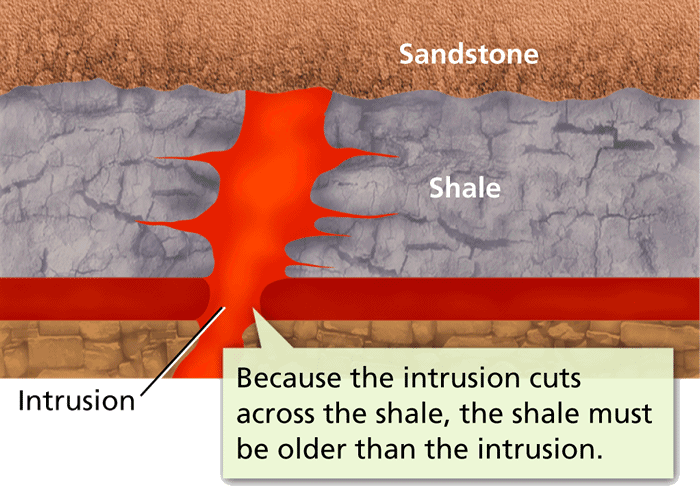 Sandstone
Shale
Intrusion
Because the intrusion cuts
across the shale, the shale must
be older than the intrusion.